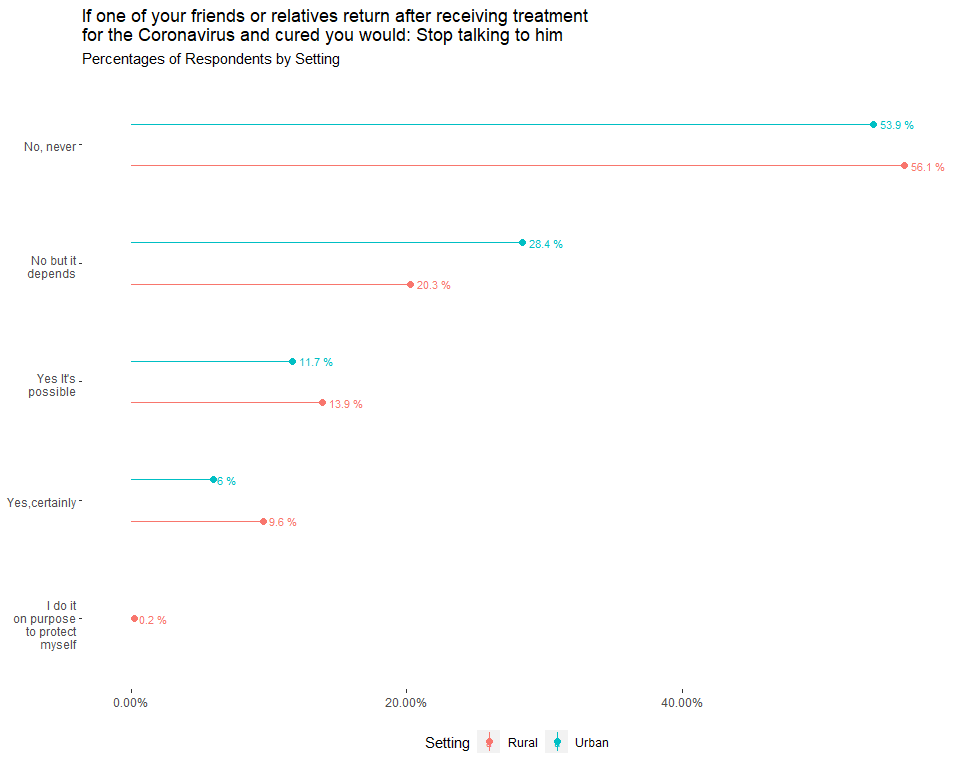 If one of your friends or relatives return after receiving treatment
for the Coronavirus and cured you would: Stop talking to him
Percentages of Respondents by Setting
No, never
53.9 %
56.1 %
No but it
depends
28.4 %
20.3 %
Yes It's
possible
11.7 %
13.9 %
Yes,certainly
6 %
9.6 %
I do it
on purpose
to protect
myself
0.2 %
0.00%
20.00%
40.00%
Setting
Rural
Urban